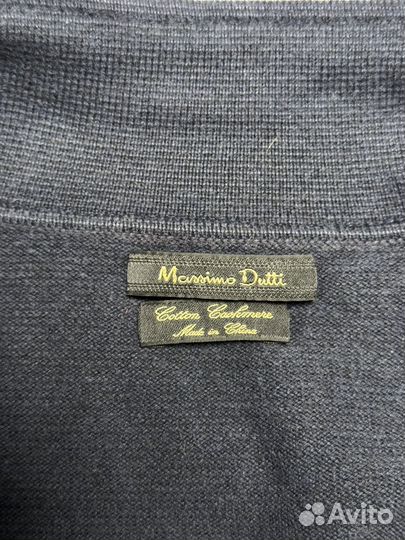 Massimo Dutti
Cotton Cashmere
Made in China
Avito